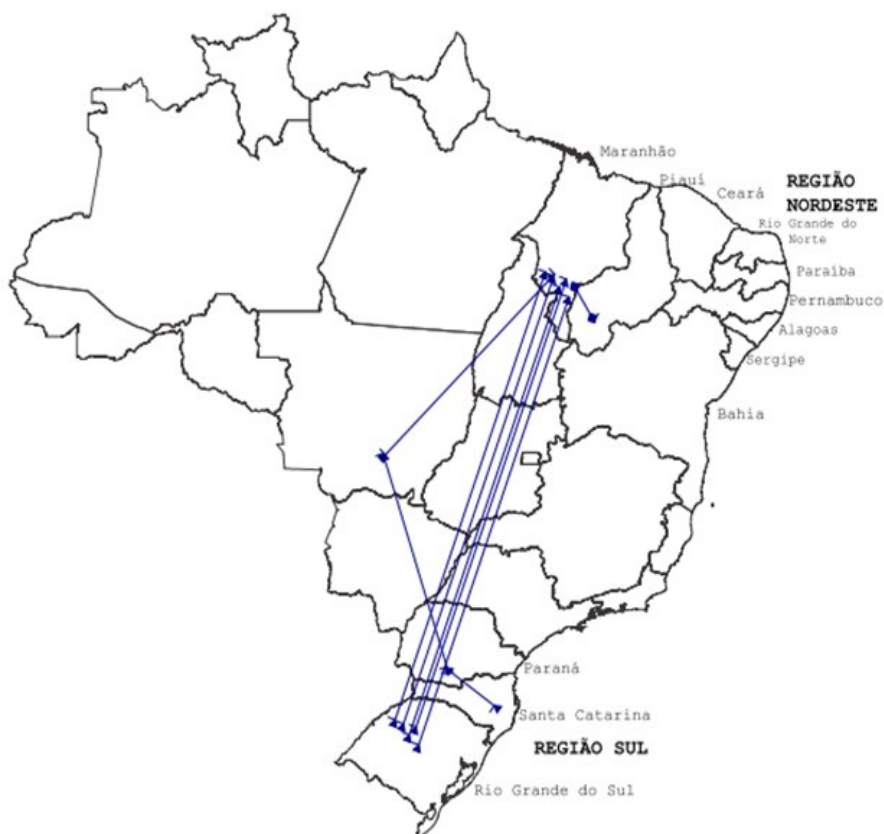 Maranhão
Piauí
Ceará
REGIÃO
NORDESTE
Rio Grande do
Norte
Paraíba
Pernambuco
Alagoas
Sergipe
Bahia
Paraná
Santa Catarina
REGIÃO SUL
Rio Grande do Sul